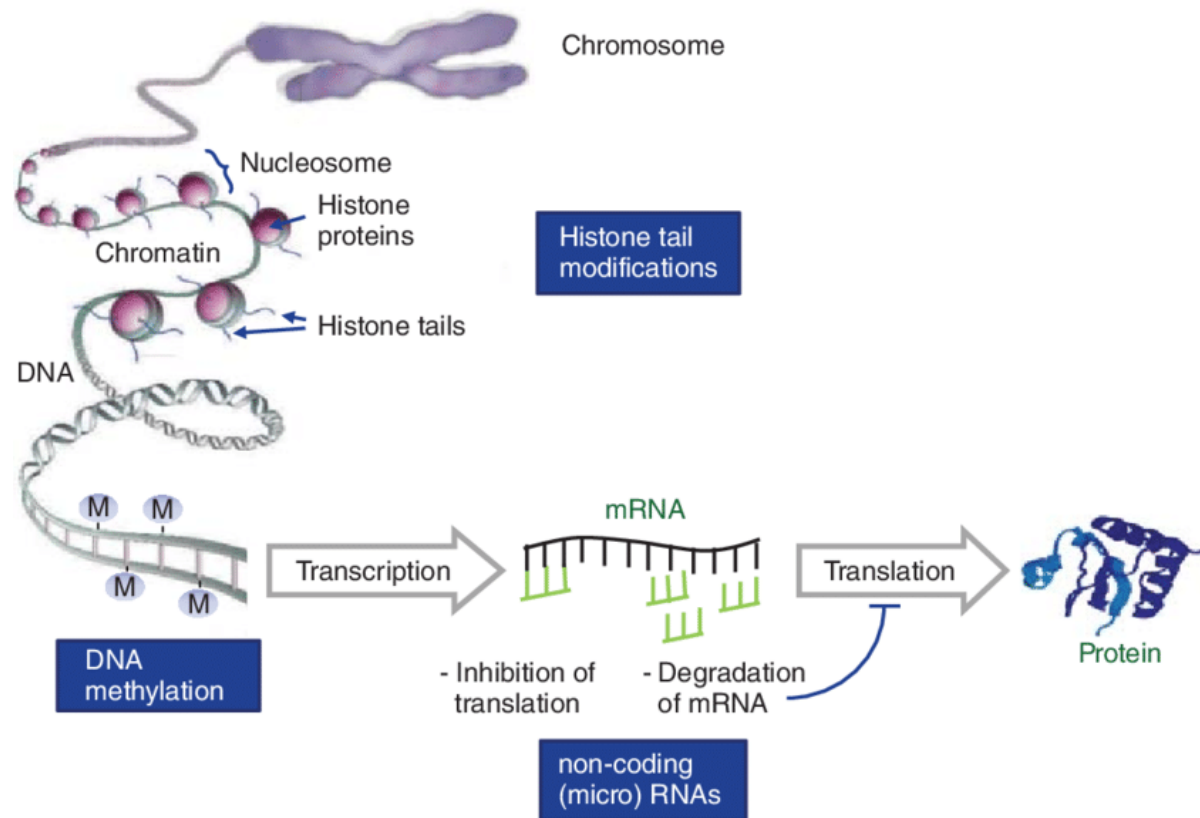 Chromosome
Nucleosome
Histone
proteins
Chromatin
Histone tail
modifications
Histone tails
DNA
M
M
M
M
mRNA
Transcription
Translation
Protein
DNA
methylation
- Inhibition of
translation
- Degradation
of mRNA
non-coding
(micro) RNAs